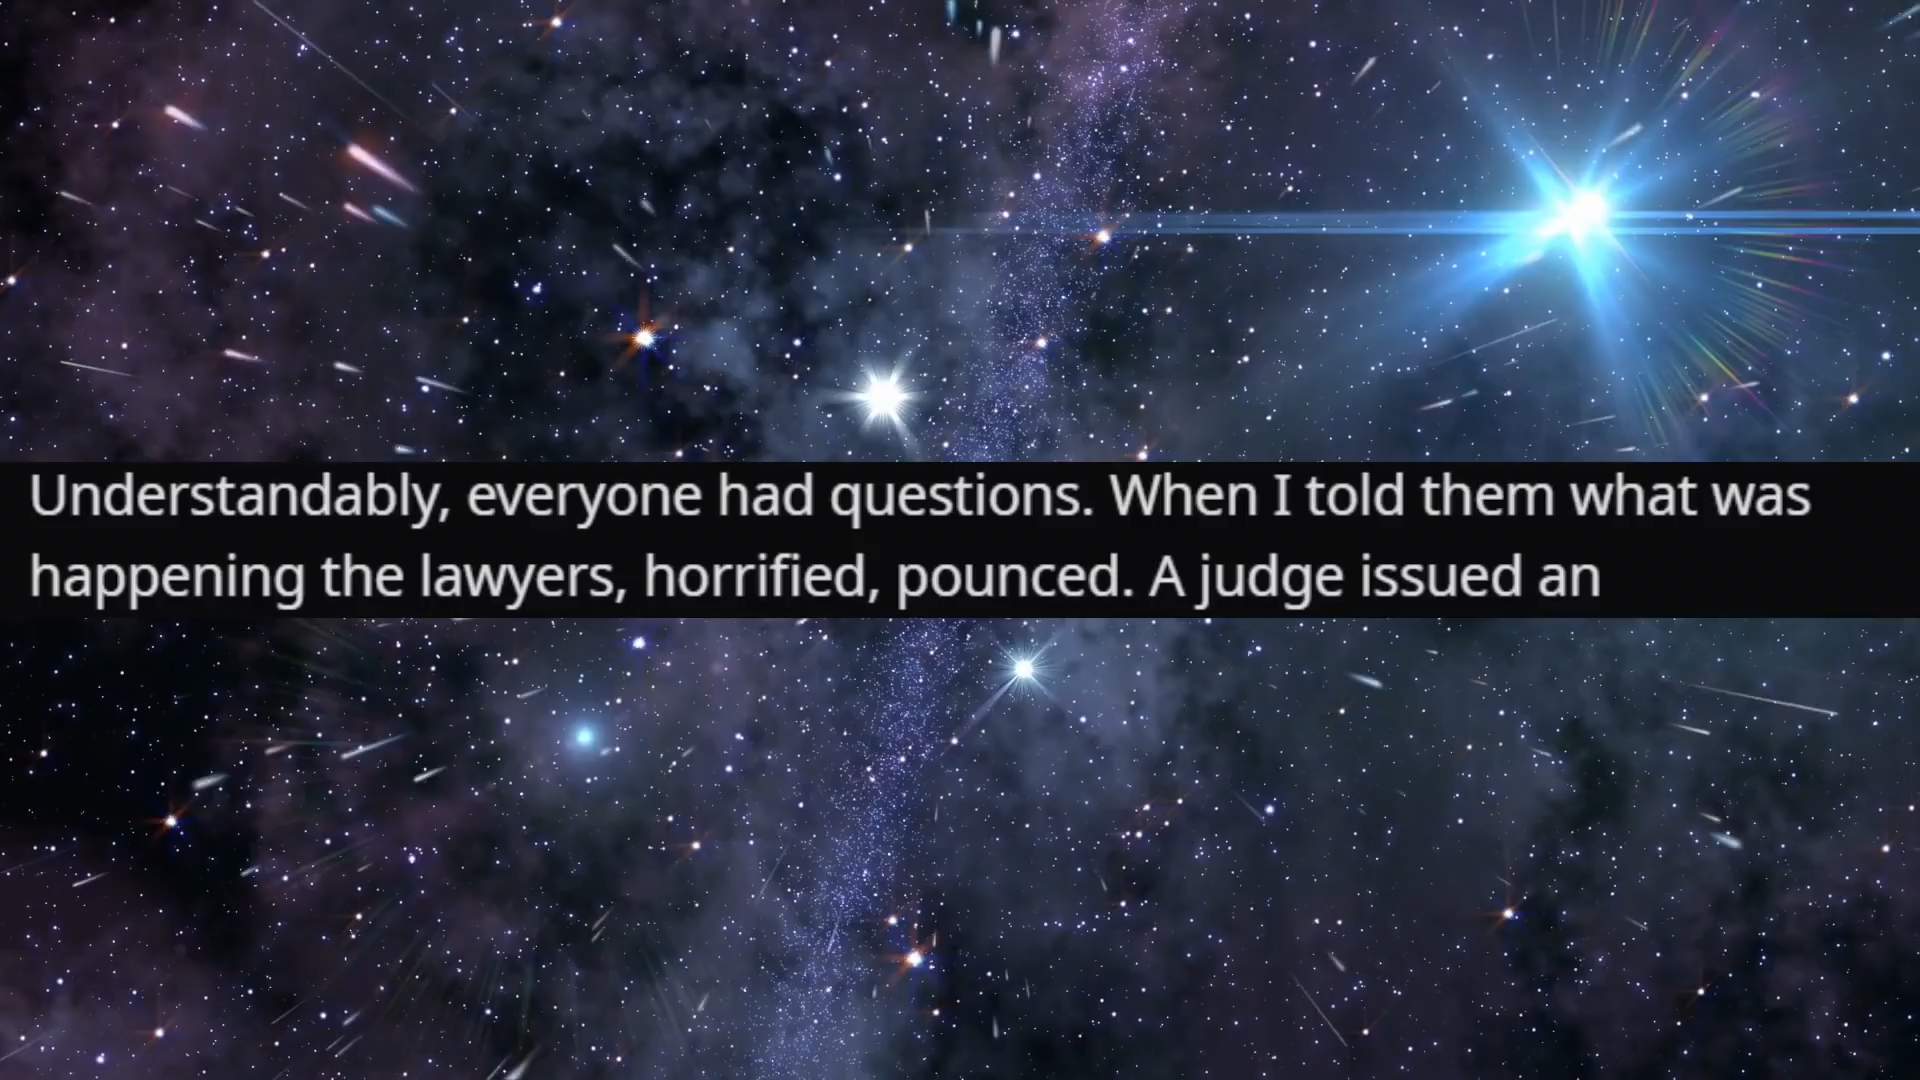 Understandably, everyone had questions. When I told them what was
happening the lawyers, horrified, pounced. A judge issued an